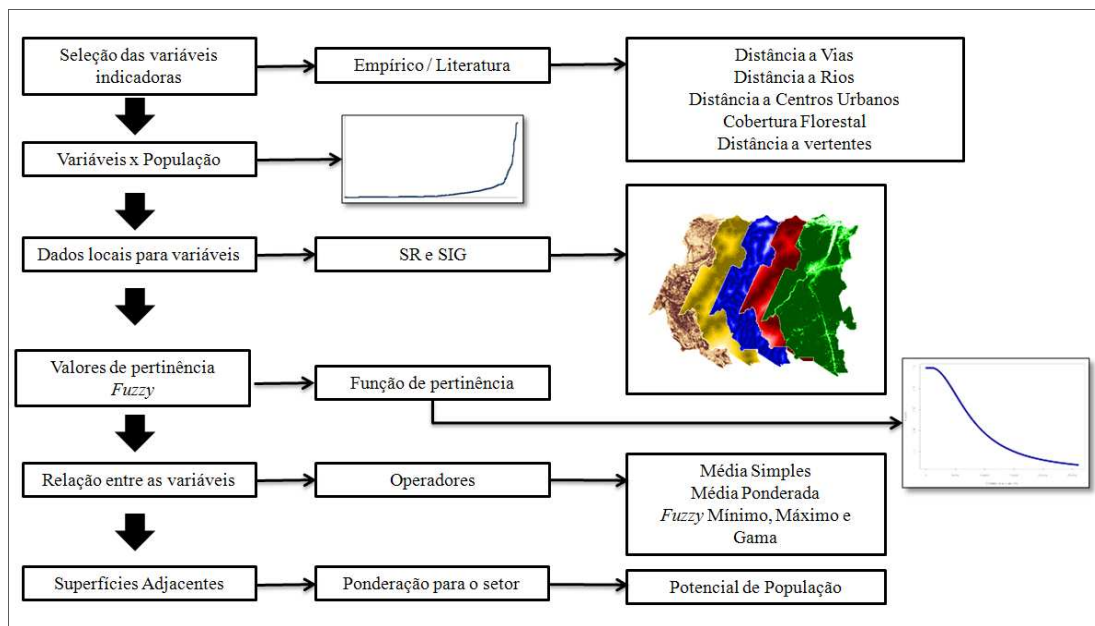 Seleção das variáveis
indicadoras
Empírico / Literatura
Distância a Vias
Distância a Rios
Distância a Centros Urbanos
Cobertura Florestal
Distância a vertentes
Variáveis x População
Dados locais para variáveis
SR e SIG
Valores de pertinência
Fuzzy
Função de pertinência
Relação entre as variáveis
Operadores
Média Simples
Média Ponderada
Fuzzy Mínimo, Máximo e
Gama
Superfícies Adjacentes
Ponderação para o setor
Potencial de População